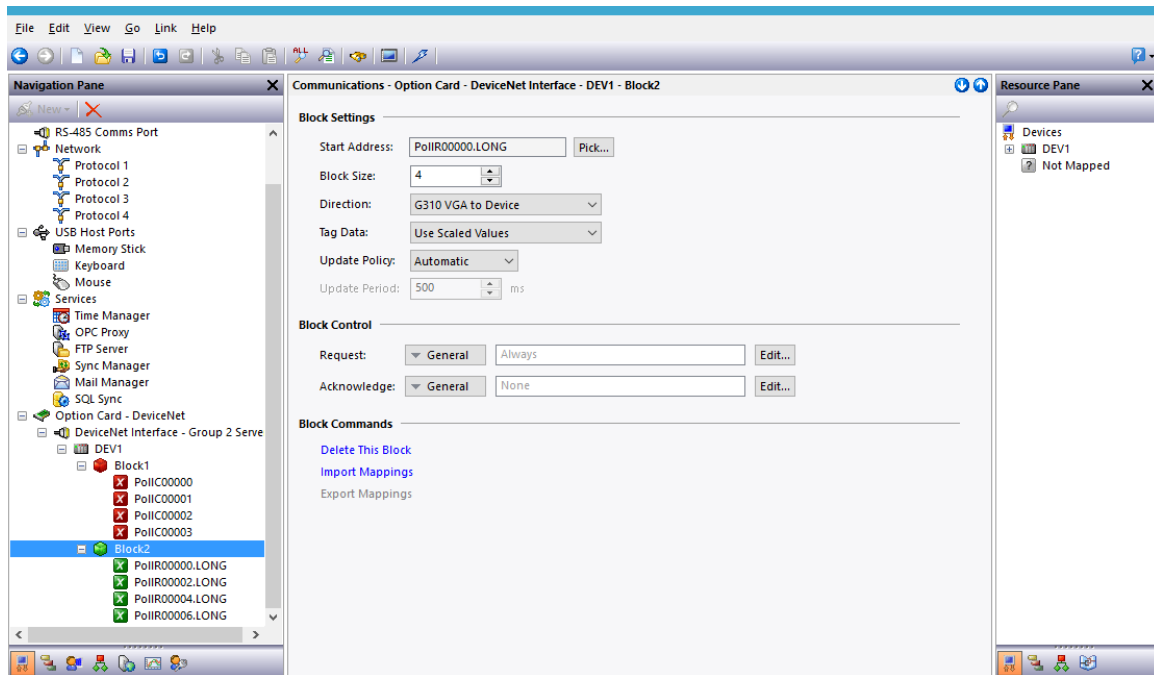 File Edit View Go Link Help
Navigation Pane
New
RS-485 Comms Port
Network
Protocol 1
Protocol 2
Protocol 3
Protocol 4
USB Host Ports
Memory Stick
Keyboard
Mouse
Services
Time Manager
OPC Proxy
FTP Server
Sync Manager
Mail Manager
SQL Sync
Option Card - DeviceNet
DeviceNet Interface - Group 2 Serve
DEV1
Block1
PollC00000
PollC00001
PollC00002
PollC00003
Block2
PollR00000.LONG
PollR00002.LONG
PollR00004.LONG
PollR00006.LONG
Communications - Option Card - DeviceNet Interface - DEV1 - Block2
Block Settings
Start Address: PollR00000.LONG Pick...
Block Size: 4
Direction: G310 VGA to Device
Tag Data: Use Scaled Values
Update Policy: Automatic
Update Period: 500 ms
Block Control
Request: General Always Edit...
Acknowledge: General None Edit...
Block Commands
Delete This Block
Import Mappings
Export Mappings
Resource Pane
Devices
DEV1
Not Mapped